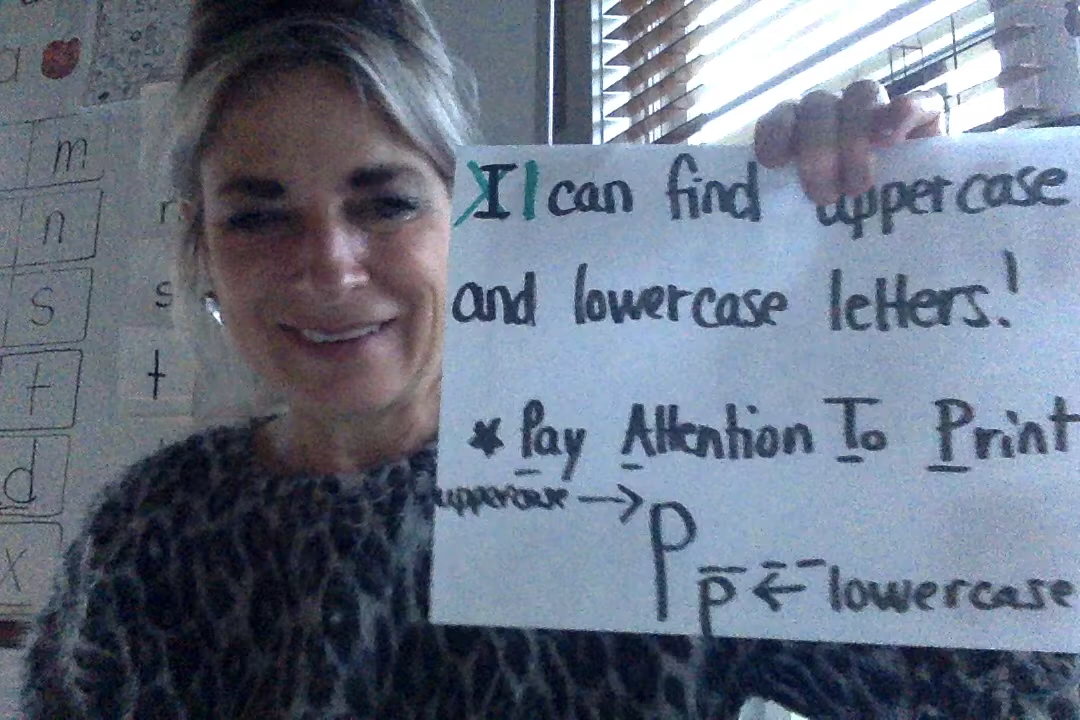 I can find uppercase
and lowercase letters!
* Pay Attention To Print
uppercase →
P
p ← lowercase
a
m
n
s
t
d
x
r
s
t